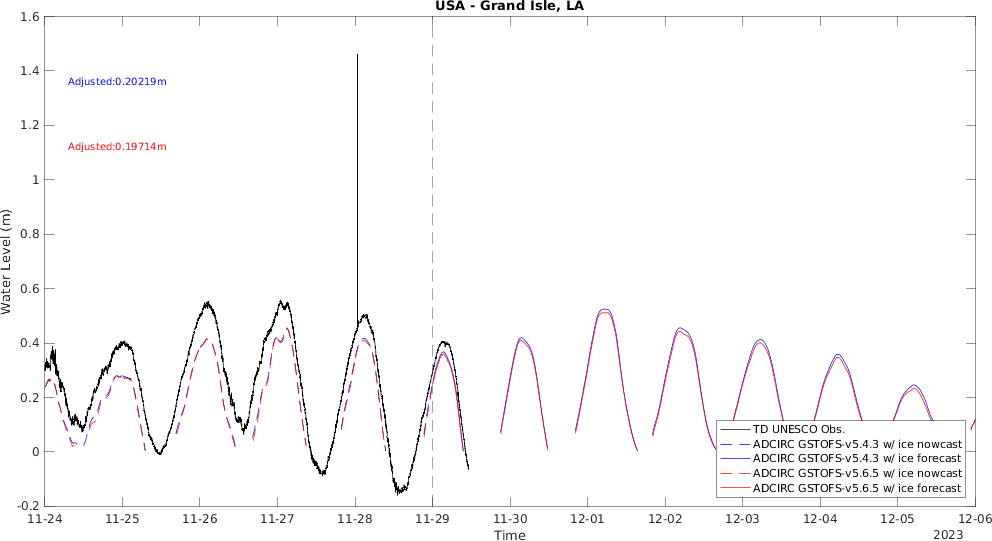 USA - Grand Isle, LA
1.6
1.4
1.2
1
0.8
0.6
0.4
0.2
0
-0.2
Water Level (m)
Adjusted:0.20219m
Adjusted:0.19714m
TD UNESCO Obs.
ADCIRC GSTOFS-v5.4.3 w/ ice nowcast
ADCIRC GSTOFS-v5.4.3 w/ ice forecast
ADCIRC GSTOFS-v5.6.5 w/ ice nowcast
ADCIRC GSTOFS-v5.6.5 w/ ice forecast
11-24 11-25 11-26 11-27 11-28 11-29 11-30 12-01 12-02 12-03 12-04 12-05 12-06
Time
2023